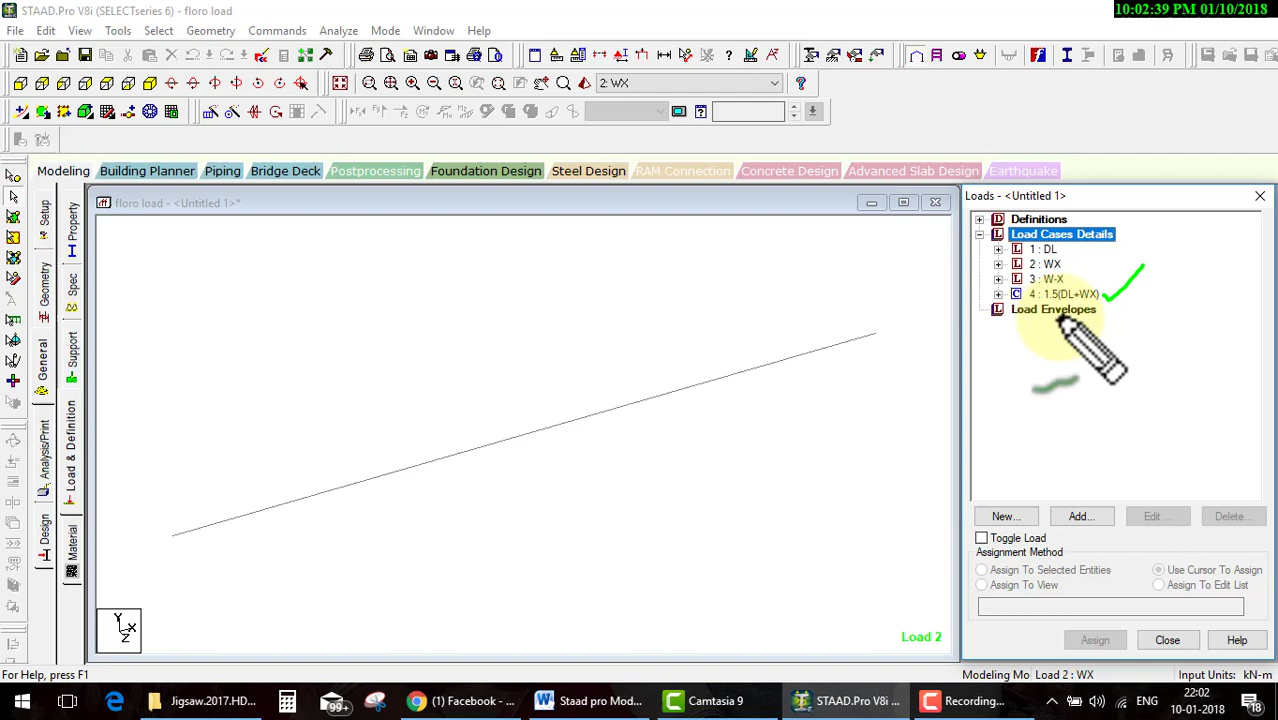 STAAD.Pro V8i (SELECTseries 6) - floro load
10:02:39 PM 01/10/2018
File Edit View Tools Select Geometry Commands Analyze Mode Window Help
2: WX
Modeling Building Planner Piping Bridge Deck Postprocessing Foundation Design Steel Design RAM Connection Concrete Design Advanced Slab Design Earthquake
floro load - <Untitled 1>*
Setup
Geometry
General
Analysis/Print
Design
Property
Spec
Support
Load & Definition
Material
Y
X
Z
Load 2
Loads - <Untitled 1>
Definitions
Load Cases Details
1 : DL
2 : WX
3 : W-X
4 : 1.5(DL+WX)
Load Envelopes
New... Add... Edit ... Delete...
Toggle Load
Assignment Method
Assign To Selected Entities Use Cursor To Assign
Assign To View Assign To Edit List
Assign Close Help
For Help, press F1
Modeling Mo Load 2 : WX Input Units: kN-m
Jigsaw.2017.HD... 99+ Facebook - ... Staad pro Mod... Camtasia 9 STAAD.Pro V8i ... Recording...
ENG 22:02 10-01-2018 18